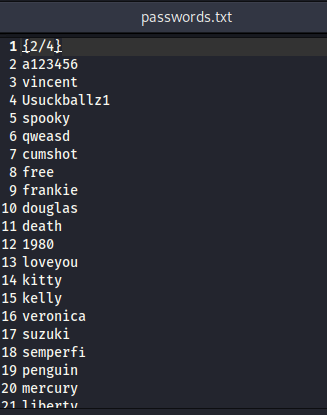 passwords.txt
1 {2/4}
2 a123456
3 vincent
4 Usuckballz1
5 spooky
6 qweasd
7 cumshot
8 free
9 frankie
10 douglas
11 death
12 1980
13 loveyou
14 kitty
15 kelly
16 veronica
17 suzuki
18 semperfi
19 penguin
20 mercury
21 liberty